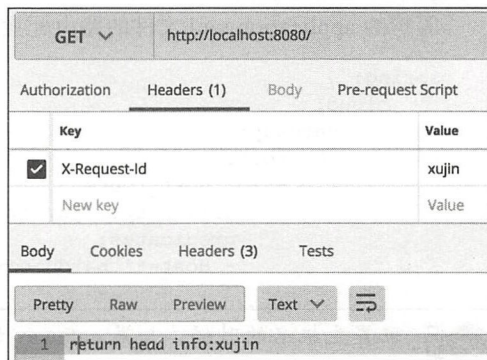 GET http://localhost:8080/
Authorization Headers (1) Body Pre-request Script
Key Value
X-Request-Id xujin
New key Value
Body Cookies Headers (3) Tests
Pretty Raw Preview Text
1 return head info:xujin